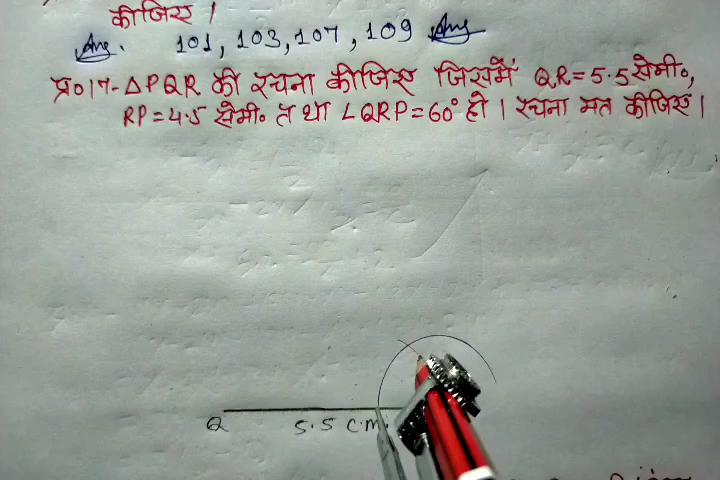 कीजिए।
Ans. 101, 103, 107, 109 Ans
प्र०17- ΔPQR की रचना कीजिए जिसमें QR=5.5 सेमी०,
RP=4.5 सेमी० तथा ∠QRP=60° हो। रचना मत कीजिए।
Q 5.5 c.m.